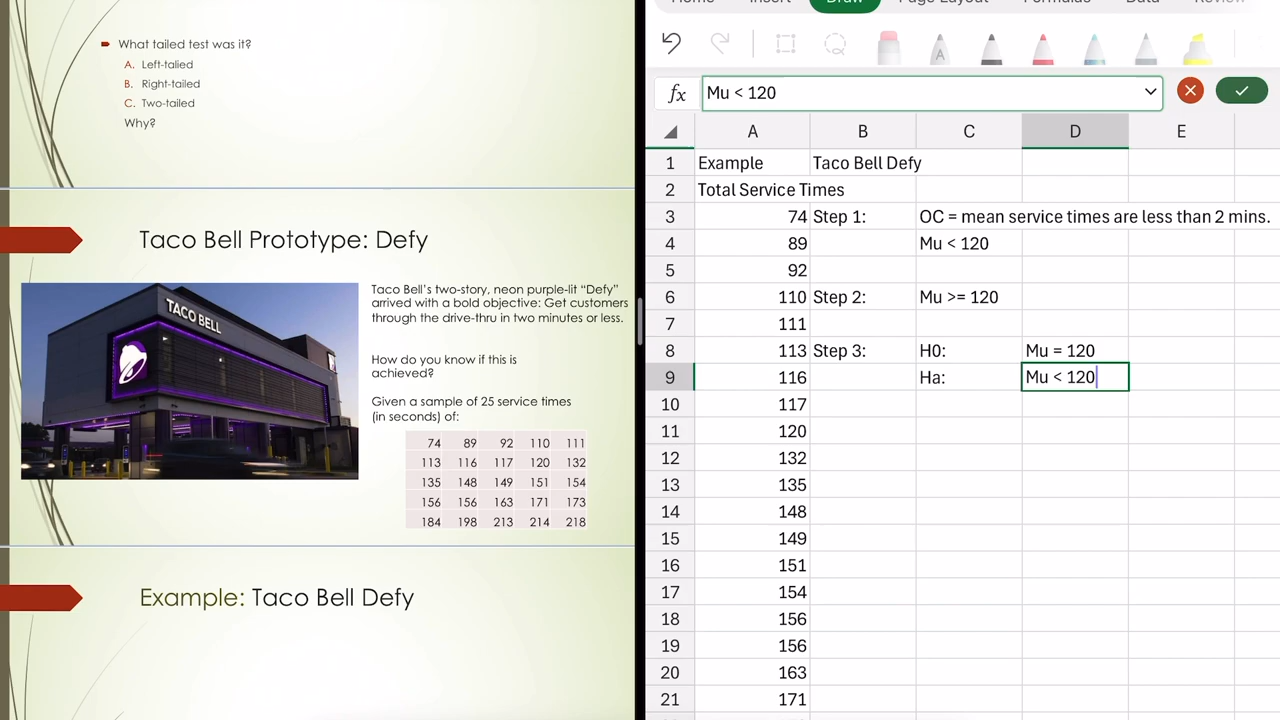 What tailed test was it?
A. Left-talied
B. Right-tailed
C. Two-tailed
Why?
Taco Bell Prototype: Defy
TACO BELL
Taco Bell's two-story, neon purple-lit “Defy”
arrived with a bold objective: Get customers
through the drive-thru in two minutes or less.
How do you know if this is
achieved?
Given a sample of 25 service times
(in seconds) of:
74 89 92 110 111
113 116 117 120 132
135 148 149 151 154
156 156 163 171 173
184 198 213 214 218
Example: Taco Bell Defy
Home Insert Draw Page Layout Formulas Data Review
A
fx Mu < 120
A B C D E
1 Example Taco Bell Defy
2 Total Service Times
3 74 Step 1: OC = mean service times are less than 2 mins.
4 89 Mu < 120
5 92
6 110 Step 2: Mu >= 120
7 111
8 113 Step 3: H0: Mu = 120
9 116 Ha: Mu < 120
10 117
11 120
12 132
13 135
14 148
15 149
16 151
17 154
18 156
19 156
20 163
21 171